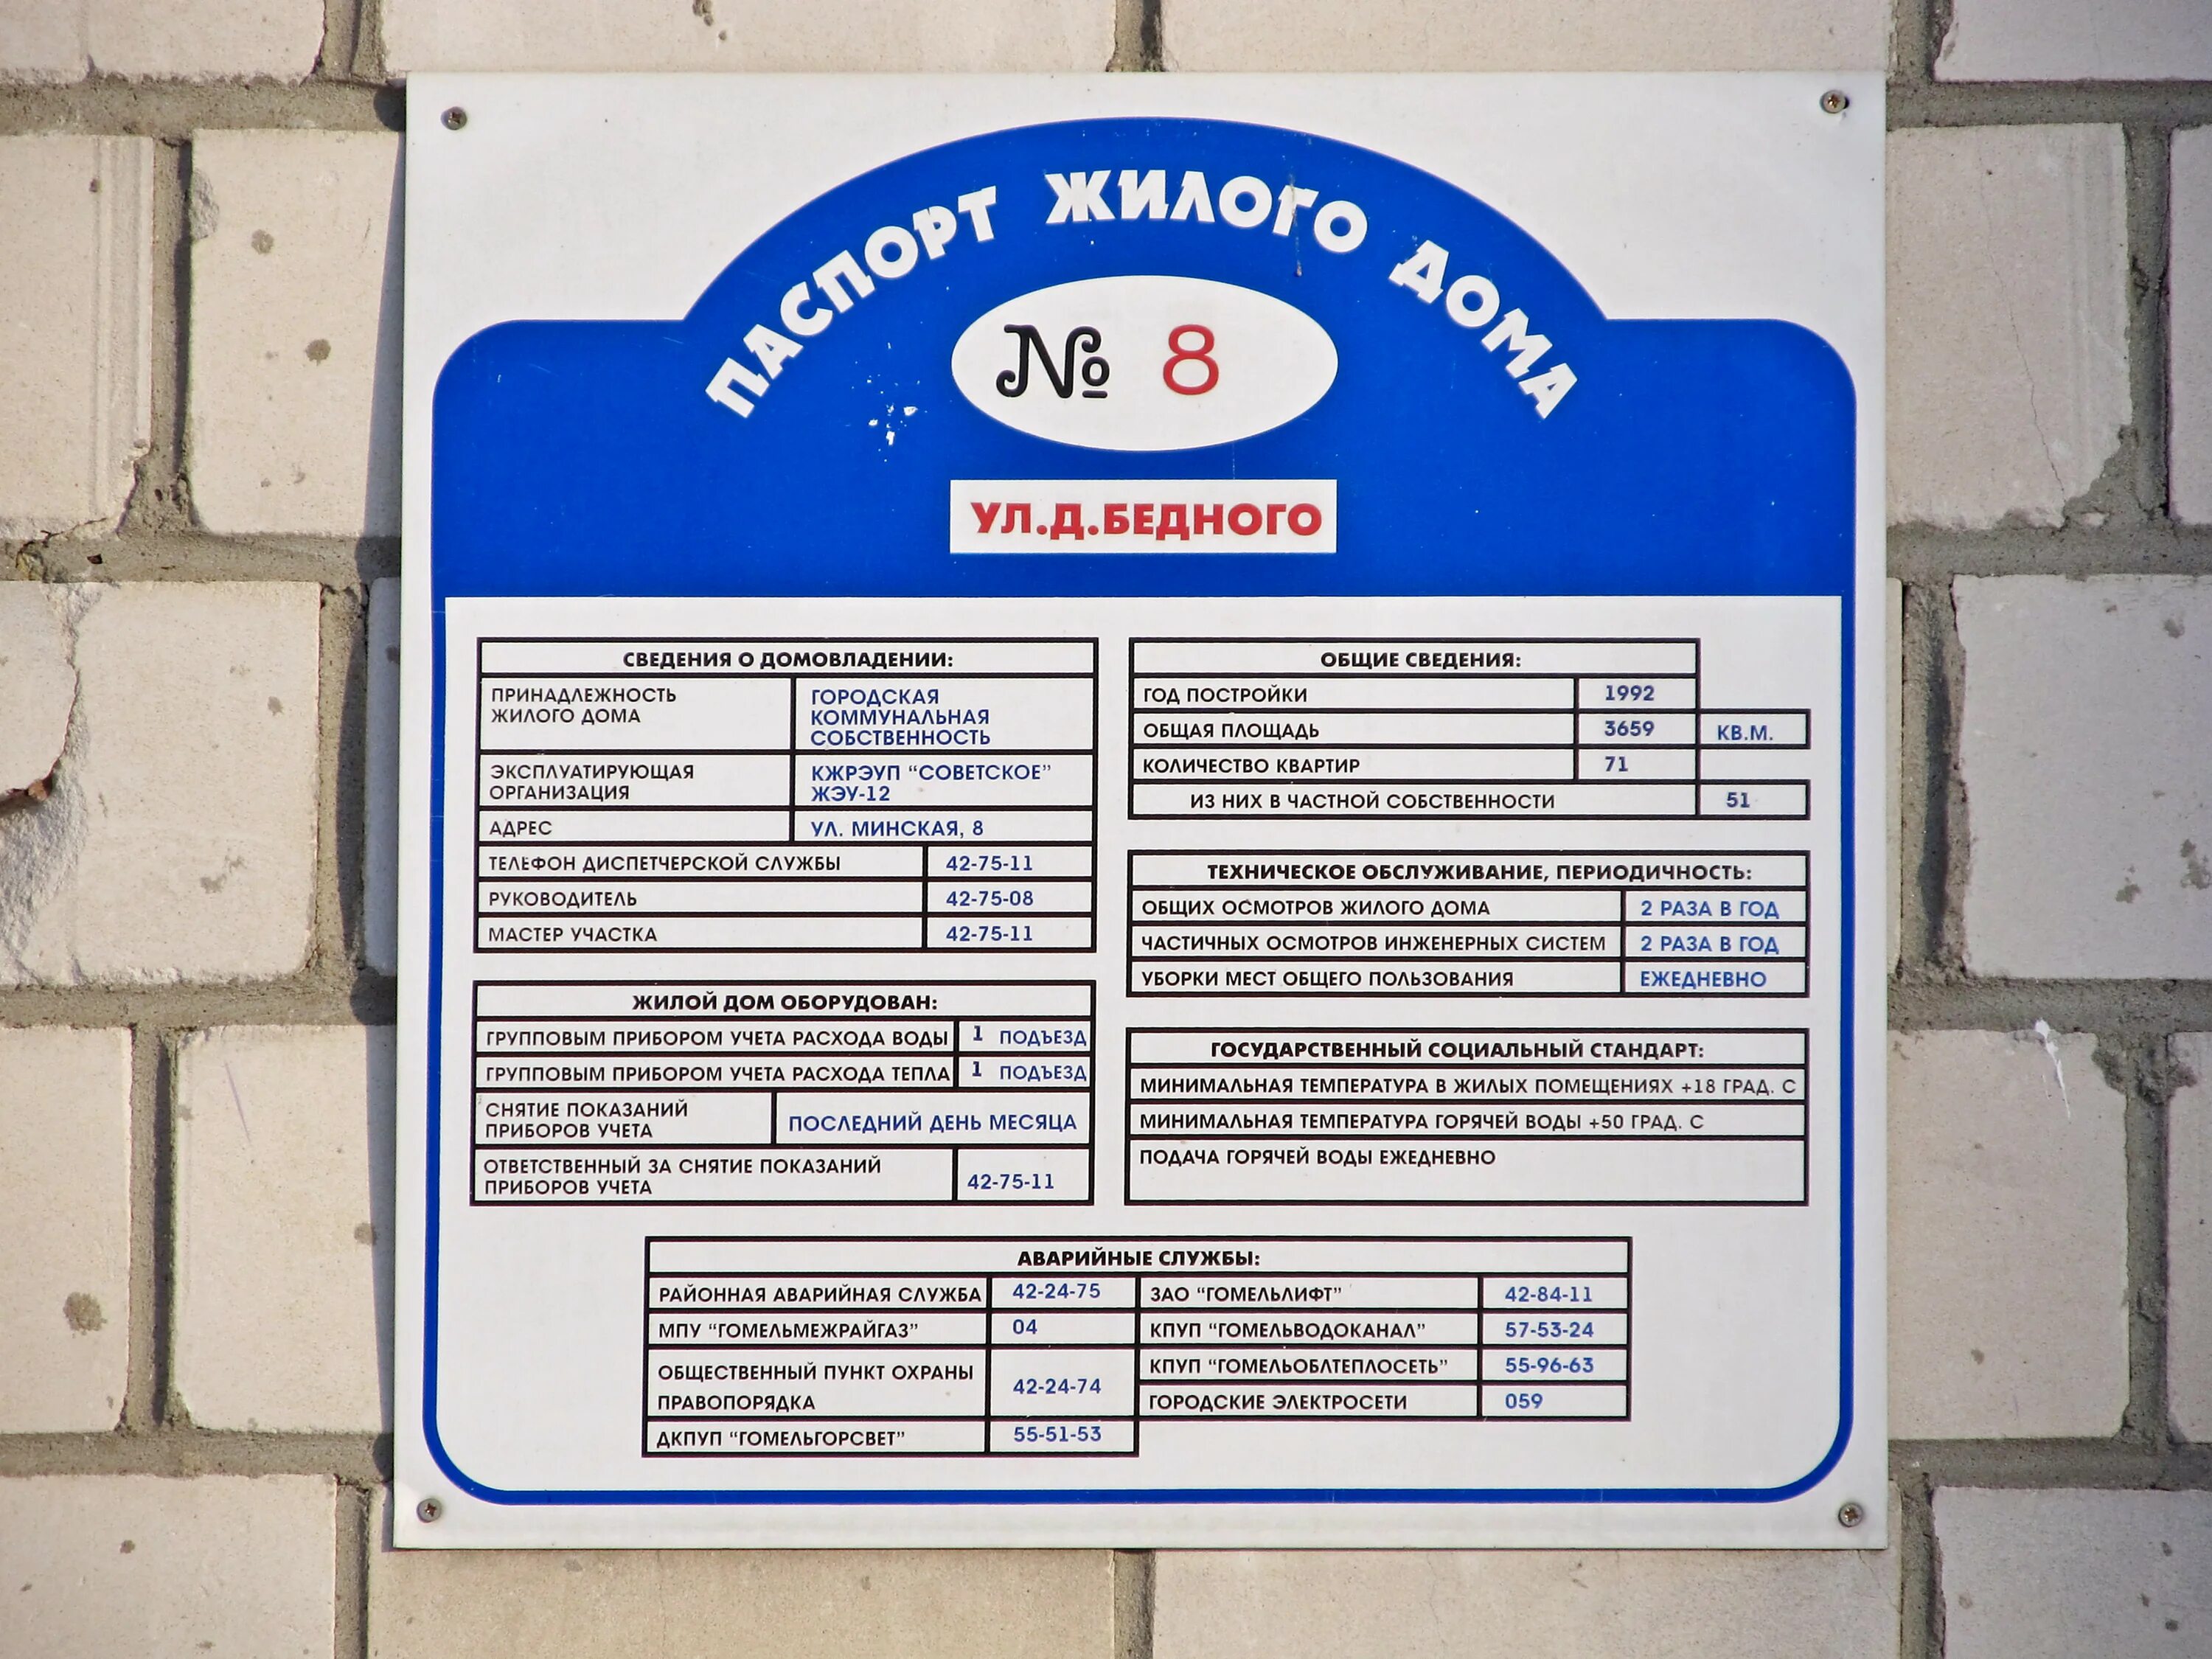 ПАСПОРТ ЖИЛОГО ДОМА
№ 8
УЛ.Д.БЕДНОГО
СВЕДЕНИЯ О ДОМОВЛАДЕНИИ:
ПРИНАДЛЕЖНОСТЬ
ЖИЛОГО ДОМА
ГОРОДСКАЯ
КОММУНАЛЬНАЯ
СОБСТВЕННОСТЬ
ЭКСПЛУАТИРУЮЩАЯ
ОРГАНИЗАЦИЯ
КЖРЭУП “СОВЕТСКОЕ”
ЖЭУ-12
АДРЕС УЛ. МИНСКАЯ, 8
ТЕЛЕФОН ДИСПЕТЧЕРСКОЙ СЛУЖБЫ 42-75-11
РУКОВОДИТЕЛЬ 42-75-08
МАСТЕР УЧАСТКА 42-75-11
ЖИЛОЙ ДОМ ОБОРУДОВАН:
ГРУППОВЫМ ПРИБОРОМ УЧЕТА РАСХОДА ВОДЫ 1 ПОДЪЕЗД
ГРУППОВЫМ ПРИБОРОМ УЧЕТА РАСХОДА ТЕПЛА 1 ПОДЪЕЗД
СНЯТИЕ ПОКАЗАНИЙ
ПРИБОРОВ УЧЕТА
ПОСЛЕДНИЙ ДЕНЬ МЕСЯЦА
ОТВЕТСТВЕННЫЙ ЗА СНЯТИЕ ПОКАЗАНИЙ
ПРИБОРОВ УЧЕТА
42-75-11
ОБЩИЕ СВЕДЕНИЯ:
ГОД ПОСТРОЙКИ 1992
ОБЩАЯ ПЛОЩАДЬ 3659 КВ.М.
КОЛИЧЕСТВО КВАРТИР 71
ИЗ НИХ В ЧАСТНОЙ СОБСТВЕННОСТИ 51
ТЕХНИЧЕСКОЕ ОБСЛУЖИВАНИЕ, ПЕРИОДИЧНОСТЬ:
ОБЩИХ ОСМОТРОВ ЖИЛОГО ДОМА 2 РАЗА В ГОД
ЧАСТИЧНЫХ ОСМОТРОВ ИНЖЕНЕРНЫХ СИСТЕМ 2 РАЗА В ГОД
УБОРКИ МЕСТ ОБЩЕГО ПОЛЬЗОВАНИЯ ЕЖЕДНЕВНО
ГОСУДАРСТВЕННЫЙ СОЦИАЛЬНЫЙ СТАНДАРТ:
МИНИМАЛЬНАЯ ТЕМПЕРАТУРА В ЖИЛЫХ ПОМЕЩЕНИЯХ +18 ГРАД. С
МИНИМАЛЬНАЯ ТЕМПЕРАТУРА ГОРЯЧЕЙ ВОДЫ +50 ГРАД. С
ПОДАЧА ГОРЯЧЕЙ ВОДЫ ЕЖЕДНЕВНО
АВАРИЙНЫЕ СЛУЖБЫ:
РАЙОННАЯ АВАРИЙНАЯ СЛУЖБА 42-24-75
МПУ “ГОМЕЛЬМЕЖРАЙГАЗ” 04
ОБЩЕСТВЕННЫЙ ПУНКТ ОХРАНЫ
ПРАВОПОРЯДКА
42-24-74
ДКПУП “ГОМЕЛЬГОРСВЕТ” 55-51-53
ЗАО “ГОМЕЛЬЛИФТ” 42-84-11
КПУП “ГОМЕЛЬВОДОКАНАЛ” 57-53-24
КПУП “ГОМЕЛЬОБЛТЕПЛОСЕТЬ” 55-96-63
ГОРОДСКИЕ ЭЛЕКТРОСЕТИ 059